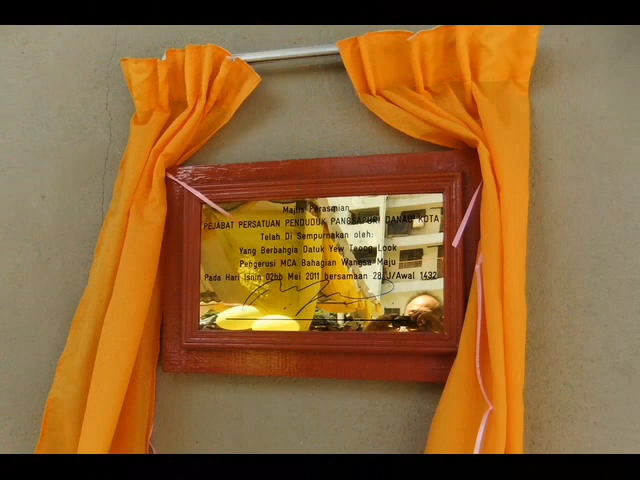 Majlis Perasmian
PEJABAT PERSATUAN PENDUDUK PANGSAPURI DANAU KOTA
Telah Di Sempurnakan oleh:
Yang Berbahgia Datuk Yew Teong Look
Pengerusi MCA Bahagian Wangsa Maju
Pada Hari Isnin 02hb Mei 2011 bersamaan 28 J/Awal 1432